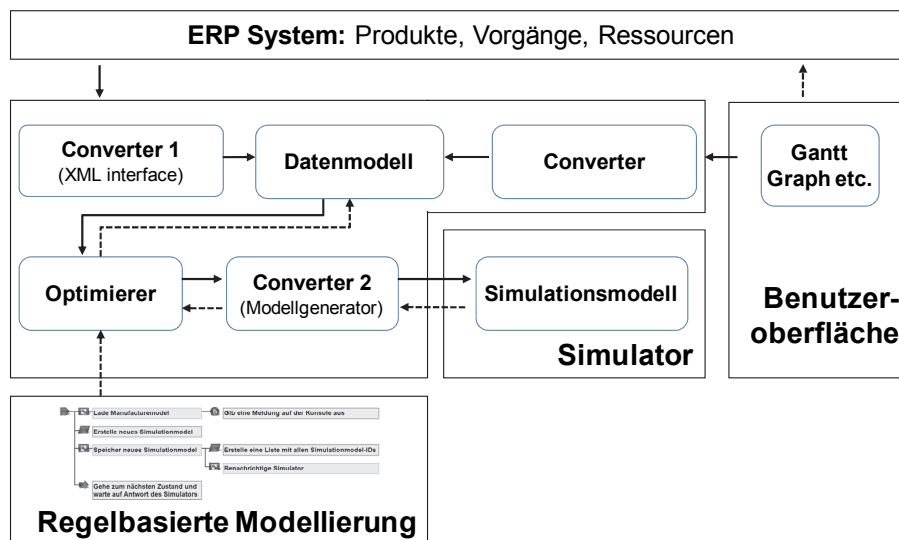 ERP System: Produkte, Vorgänge, Ressourcen
Converter 1
(XML interface)
Datenmodell
Converter
Gantt
Graph etc.
Optimierer
Converter 2
(Modellgenerator)
Simulationsmodell
Benutzer-
oberfläche
Simulator
Lade Manufacturemodel
Gib eine Meldung auf der Konsole aus
Erstelle neues Simulationmodel
Speicher neues Simulationmodel
Erstelle eine Liste mit allen Simulationmodel-IDs
Benachrichtige Simulator
Gehe zum nächsten Zustand und
warte auf Antwort des Simulators
Regelbasierte Modellierung